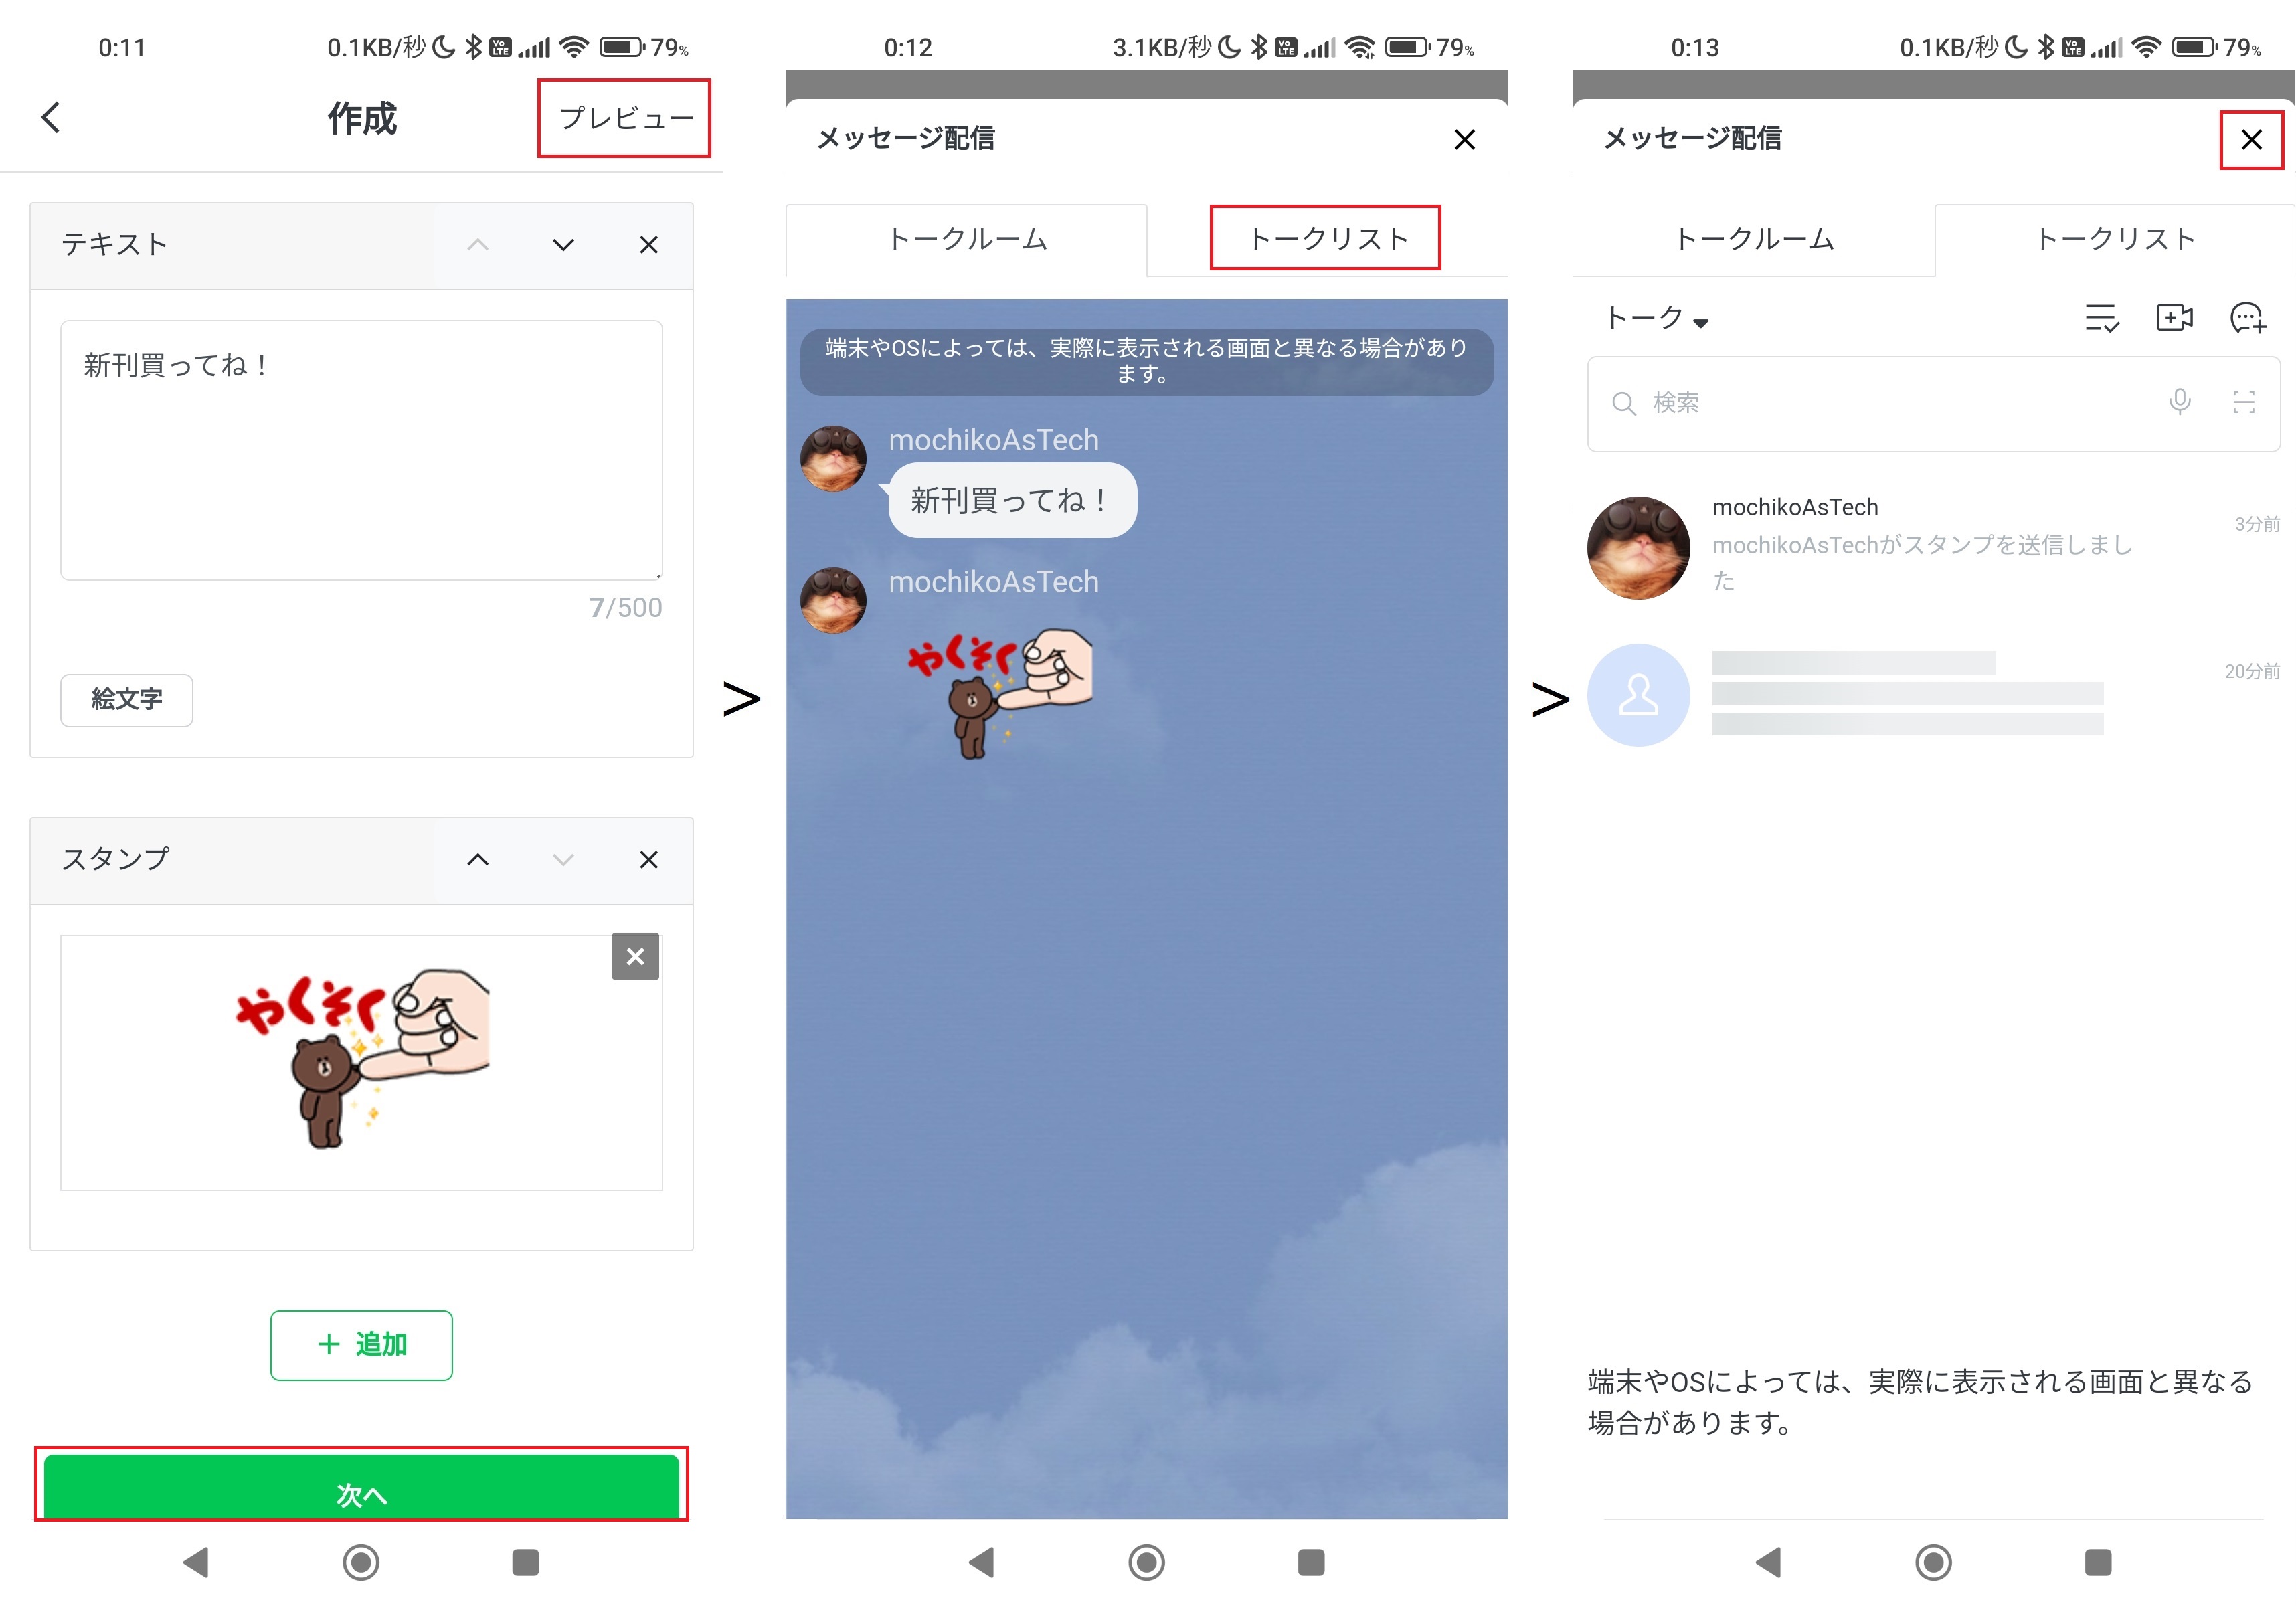 0:11
0.1KB/秒
Vo
LTE
79%
作成
プレビュー
テキスト
新刊買ってね！
7/500
絵文字
スタンプ
やくそく
+ 追加
次へ
>
0:12
3.1KB/秒
Vo
LTE
79%
メッセージ配信
トークルーム
トークリスト
端末やOSによっては、実際に表示される画面と異なる場合があり
ます。
mochikoAsTech
新刊買ってね！
mochikoAsTech
やくそく
>
0:13
0.1KB/秒
Vo
LTE
79%
メッセージ配信
トークルーム
トークリスト
トーク
検索
mochikoAsTech
3分前
mochikoAsTechがスタンプを送信しまし
た
20分前
端末やOSによっては、実際に表示される画面と異なる
場合があります。